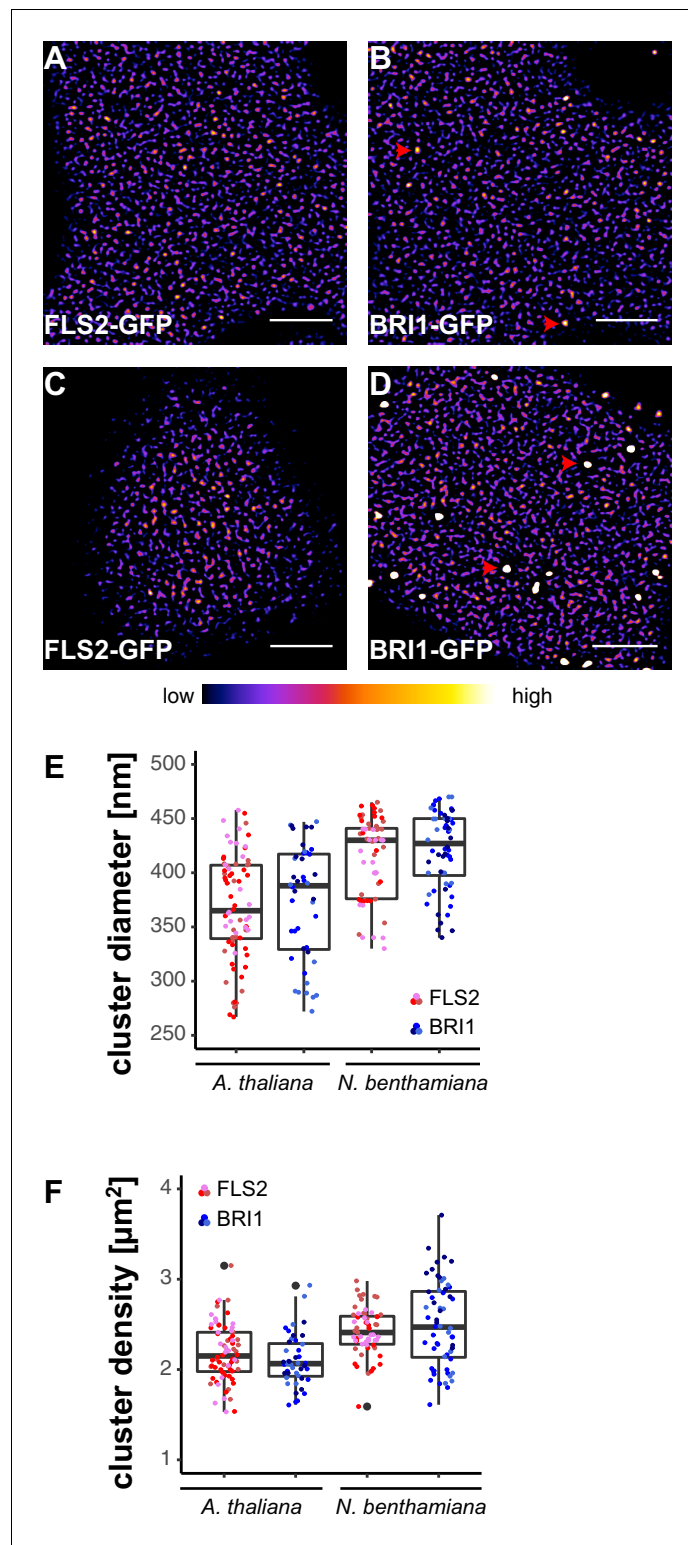 A
B
FLS2-GFP
BRI1-GFP
C
D
FLS2-GFP
BRI1-GFP
low
high
E
cluster diameter [nm]
500
450
400
350
300
250
FLS2
BRI1
A. thaliana
N. benthamiana
F
cluster density [µm²]
4
3
2
1
FLS2
BRI1
A. thaliana
N. benthamiana